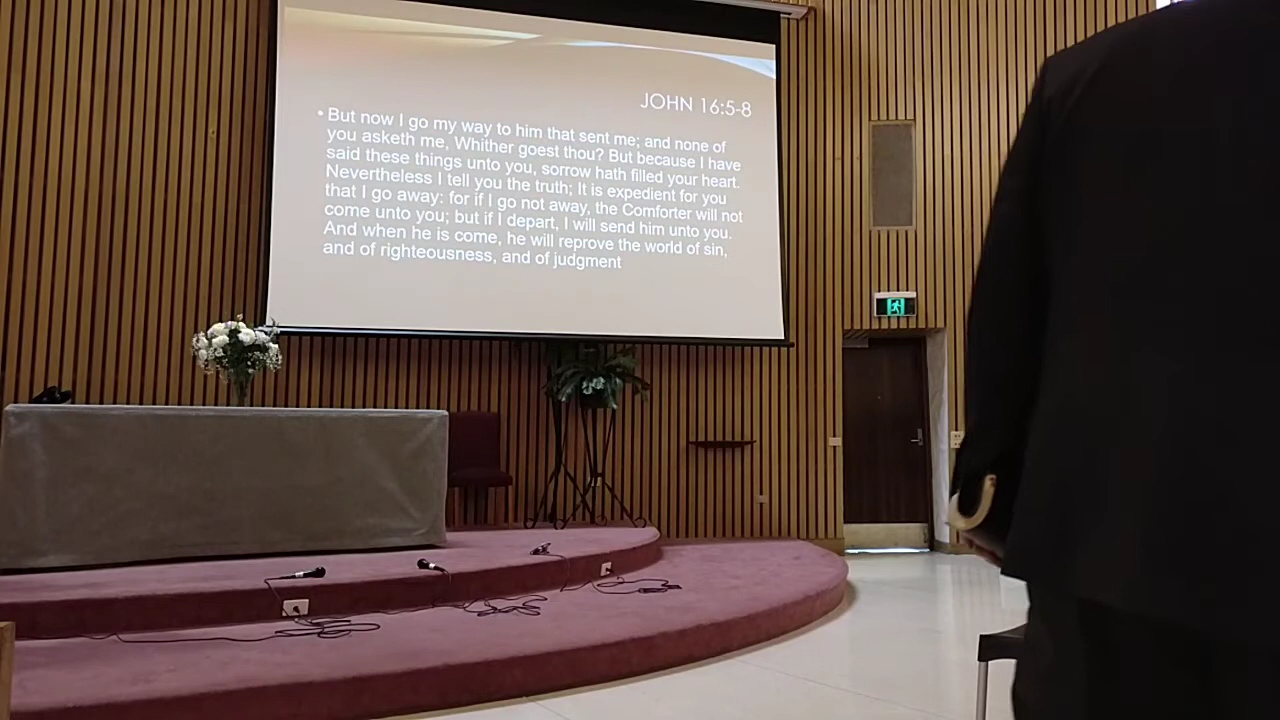 JOHN 16:5-8
• But now I go my way to him that sent me; and none of
you asketh me, Whither goest thou? But because I have
said these things unto you, sorrow hath filled your heart.
Nevertheless I tell you the truth; It is expedient for you
that I go away: for if I go not away, the Comforter will not
come unto you; but if I depart, I will send him unto you.
And when he is come, he will reprove the world of sin,
and of righteousness, and of judgment